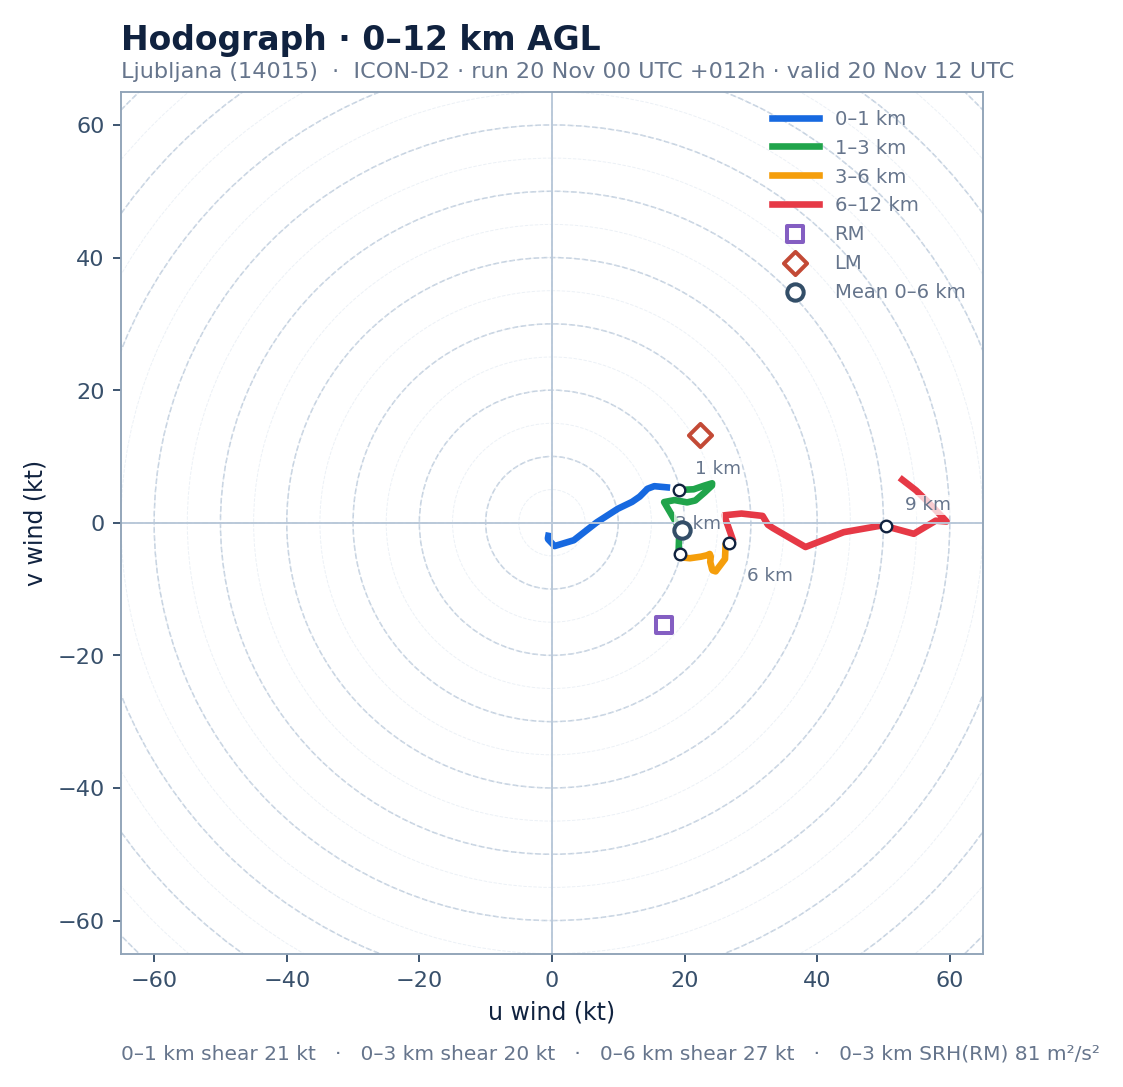 Hodograph · 0–12 km AGL
Ljubljana (14015) · ICON-D2 · run 20 Nov 00 UTC +012h · valid 20 Nov 12 UTC
0–1 km
1–3 km
3–6 km
6–12 km
RM
LM
Mean 0–6 km
60
40
20
0
−20
−40
−60
v wind (kt)
1 km
3 km
6 km
9 km
−60 −40 −20 0 20 40 60
u wind (kt)
0–1 km shear 21 kt · 0–3 km shear 20 kt · 0–6 km shear 27 kt · 0–3 km SRH(RM) 81 m²/s²